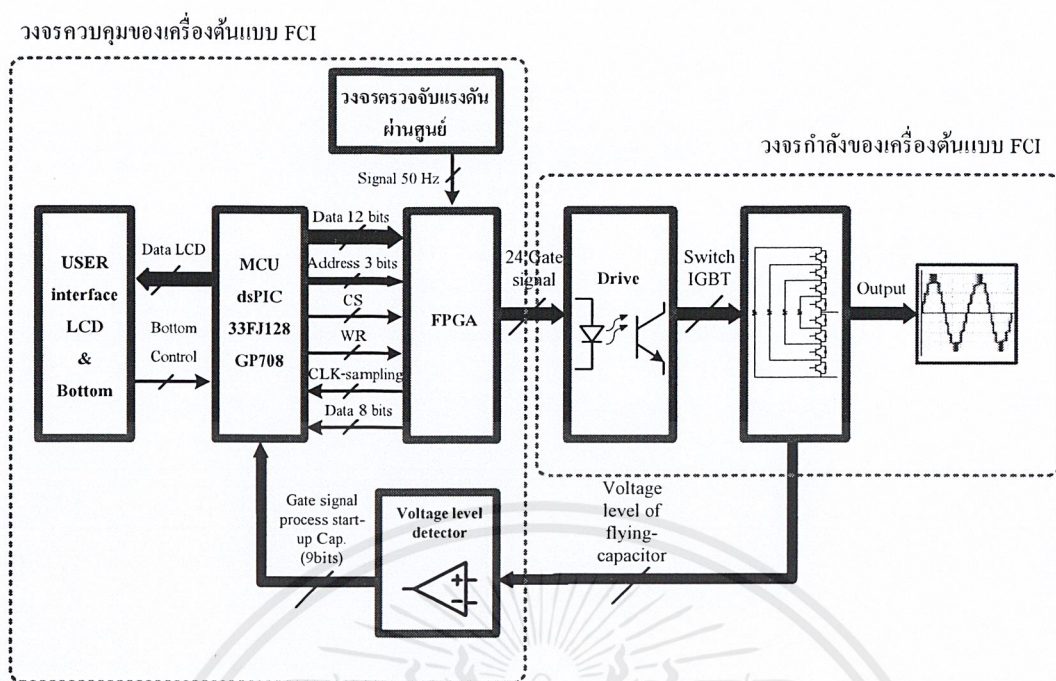 วงจรควบคุมของเครื่องต้นแบบ FCI
วงจรตรวจจับแรงดัน
ผ่านศูนย์
วงจรกำลังของเครื่องต้นแบบ FCI
Signal 50 Hz
USER
interface
LCD
&
Bottom
Data LCD
Bottom
Control
MCU
dsPIC
33FJ128
GP708
Data 12 bits
Address 3 bits
CS
WR
CLK-sampling
Data 8 bits
FPGA
24 Gate
signal
Drive
Switch
IGBT
Output
Gate signal
process start-
up Cap.
(9bits)
Voltage level
detector
Voltage
level of
flying-
capacitor